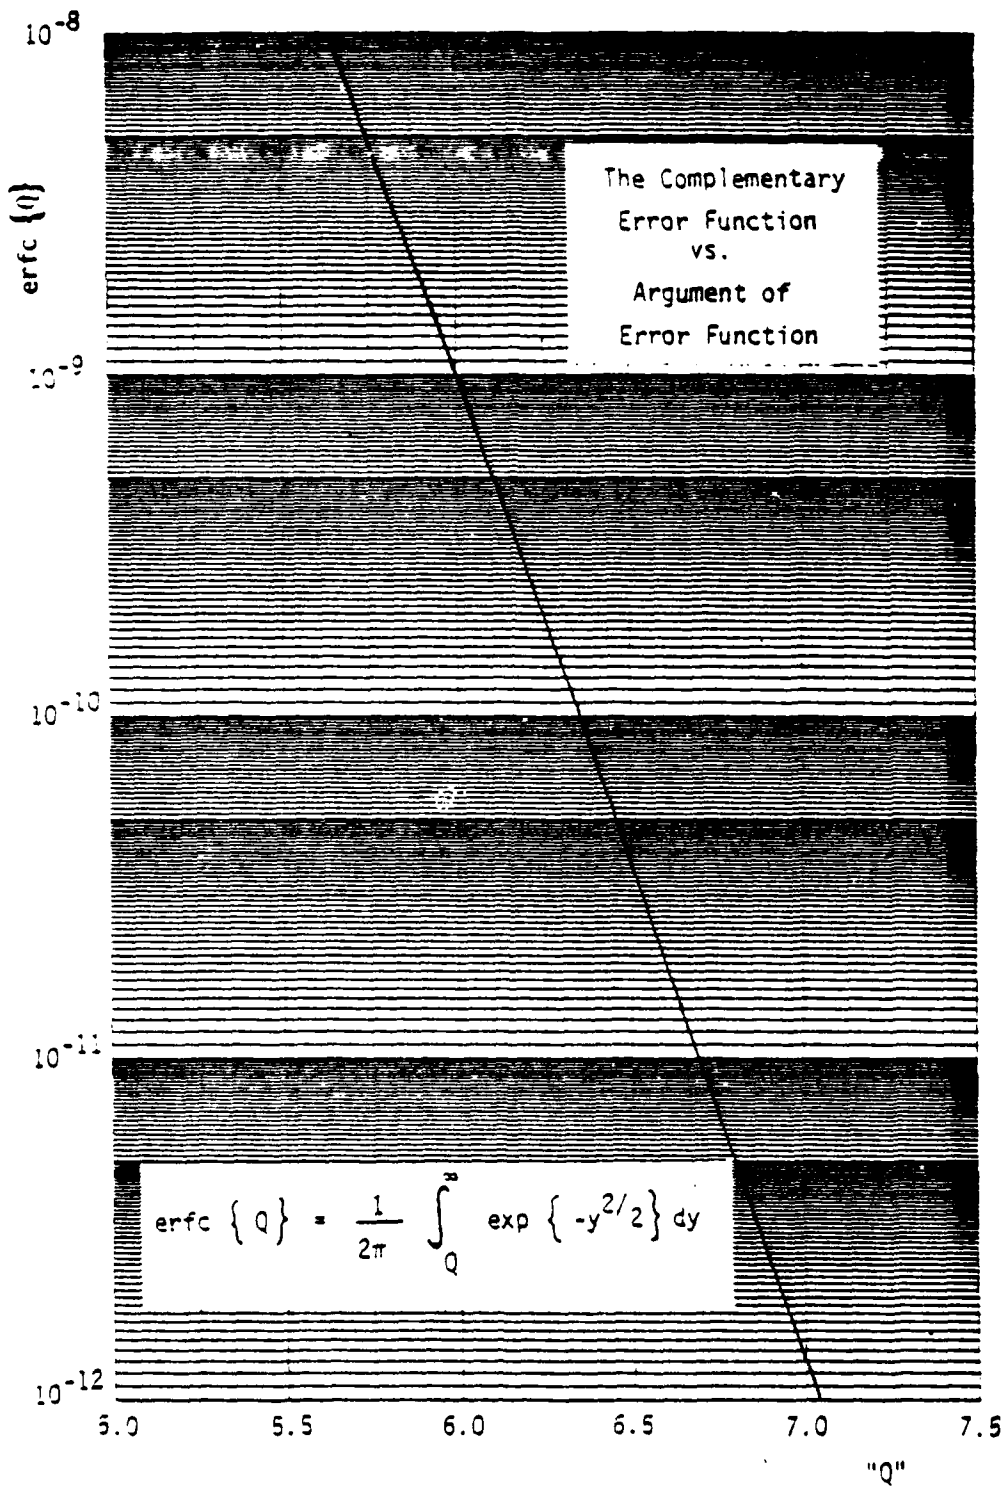 10⁻⁸
erfc {Q}
The Complementary
Error Function
vs.
Argument of
Error Function
10⁻⁹
10⁻¹⁰
10⁻¹¹
erfc { Q } = 1/2π ∫_Q^∞ exp { -y^2/2 } dy
10⁻¹²
5.0 5.5 6.0 6.5 7.0 7.5
"Q"